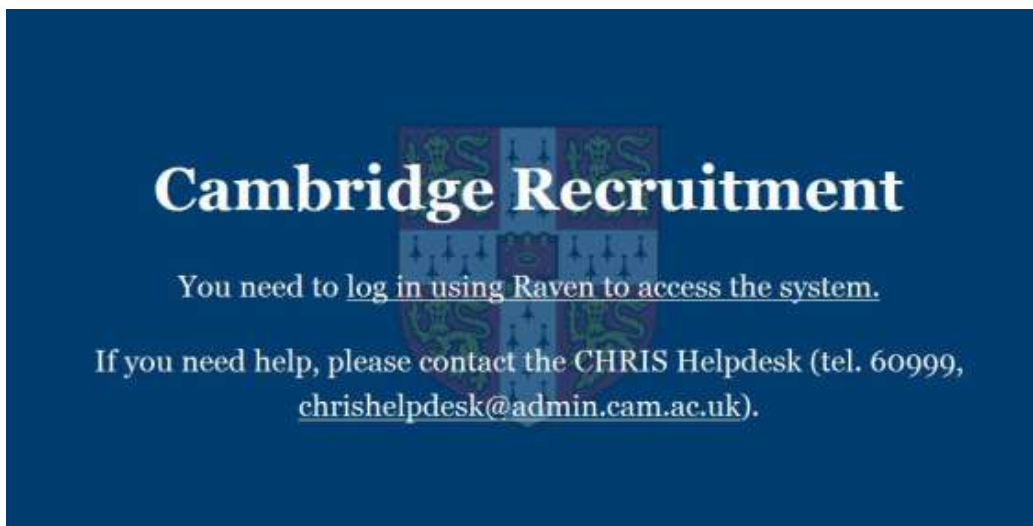 Cambridge Recruitment
You need to log in using Raven to access the system.
If you need help, please contact the CHRIS Helpdesk (tel. 60999,
chrishelpdesk@admin.cam.ac.uk).